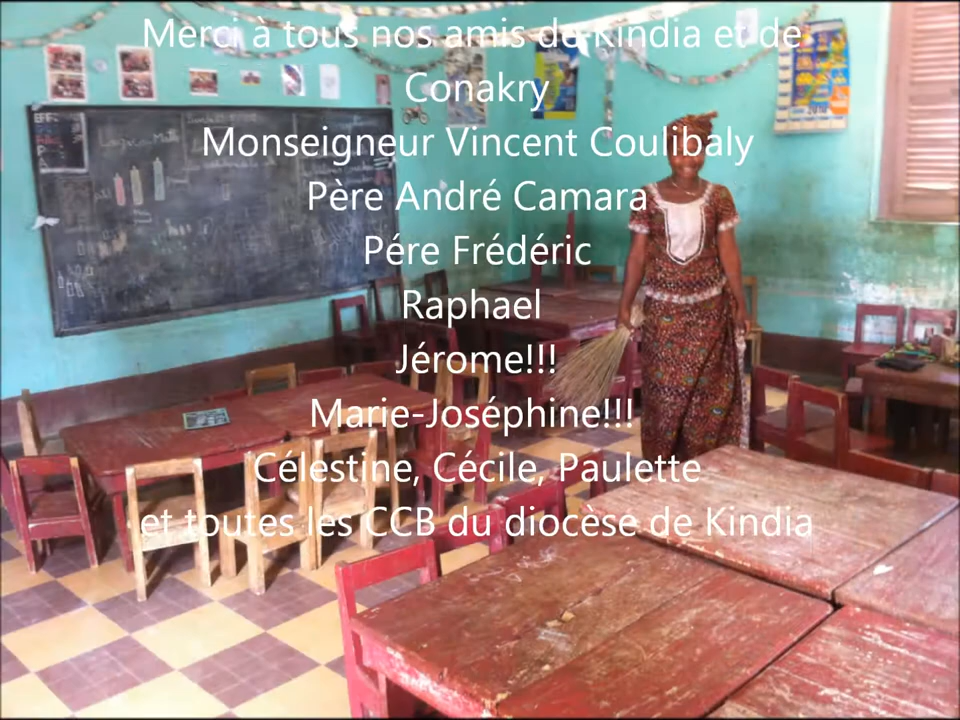 Merci à tous nos amis de Kindia et de
Conakry
Monseigneur Vincent Coulibaly
Père André Camara
Pére Frédéric
Raphael
Jérome!!!
Marie-Joséphine!!!
Célestine, Cécile, Paulette
et toutes les CCB du diocèse de Kindia